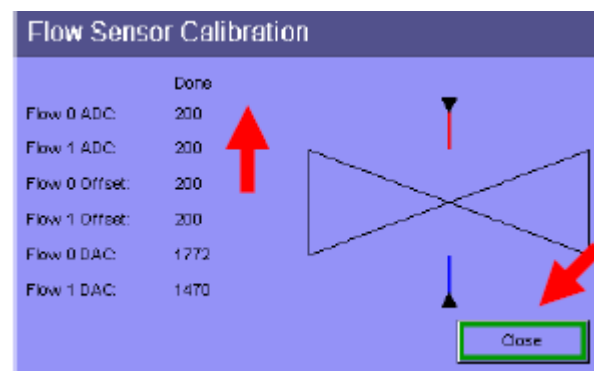 Flow Sensor Calibration
Done
Flow 0 ADC: 200
Flow 1 ADC: 200
Flow 0 Offset: 200
Flow 1 Offset: 200
Flow 0 DAC: 1772
Flow 1 DAC: 1470
Close